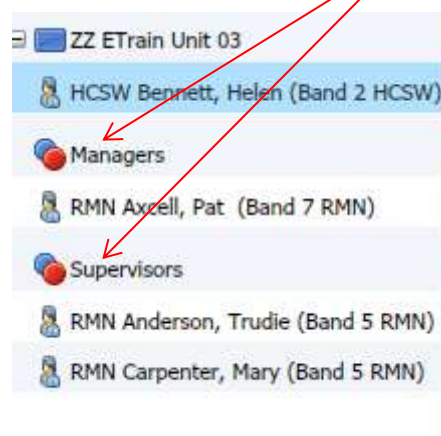 ZZ ETrain Unit 03
HCSW Bennett, Helen (Band 2 HCSW)
Managers
RMN Axcell, Pat (Band 7 RMN)
Supervisors
RMN Anderson, Trudie (Band 5 RMN)
RMN Carpenter, Mary (Band 5 RMN)